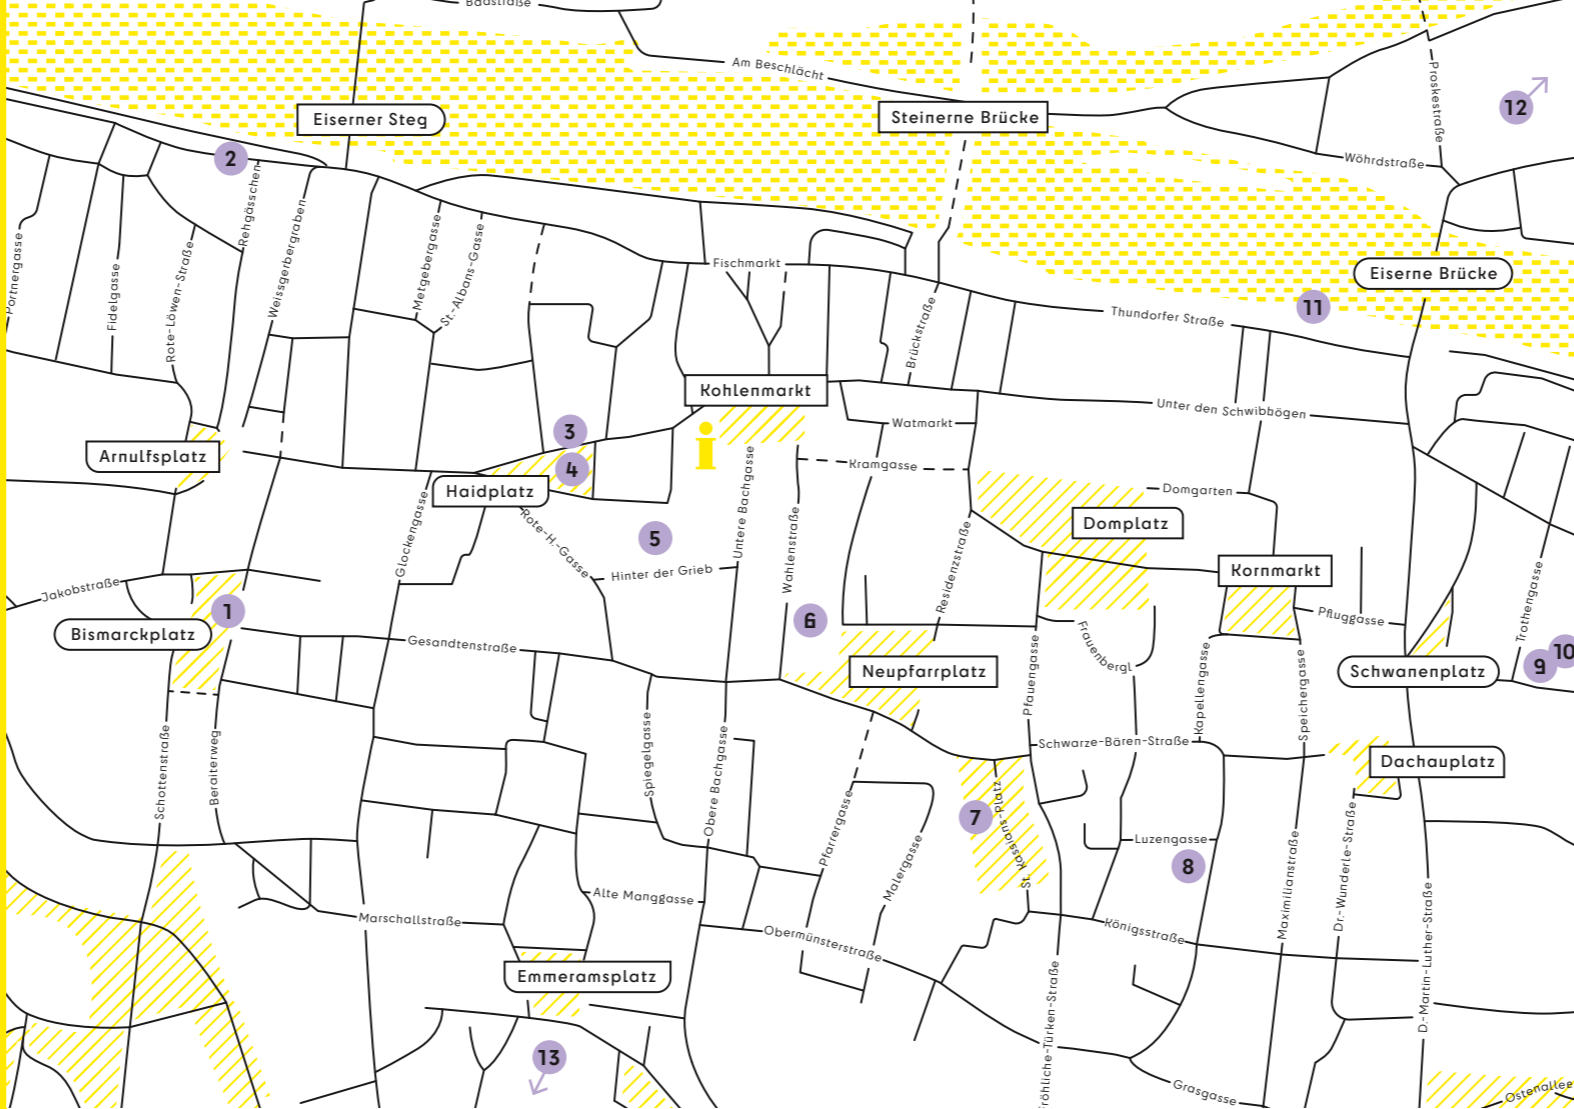 Badstraße
Am Beschlächt
Eiserner Steg
Steinerne Brücke
Proskestraße
12
Wöhrdstraße
2
Rehgässchen
Weissgerbergraben
Portnergasse
Fidelgasse
Rote-Löwen-Straße
Metgebergasse
St.-Albans-Gasse
Fischmarkt
Eiserne Brücke
11
Thundorfer Straße
Brückstraße
Kohlenmarkt
Unter den Schwibbögen
Watmarkt
3
i
Arnulfsplatz
4
Kramgasse
Haidplatz
Domgarten
Glockengasse
Rote-H.-Gasse
5
Untere Bachgasse
Wahlenstraße
Domplatz
Hinter der Grieb
Residenzstraße
Kornmarkt
Jakobstraße
1
6
Pfluggasse
Trothengasse
Bismarckplatz
Gesandtenstraße
Frauenbergl
Neupfarrplatz
Pfauengasse
Kapellengasse
Speichergasse
Schwanenplatz
9
10
Schwarze-Bären-Straße
Dachauplatz
Schottenstraße
Beraiterweg
Spiegelgasse
Obere Bachgasse
Pfarrergasse
Malergasse
7
St.-Kassians-Platz
Luzengasse
8
Maximilianstraße
Dr.-Wunderle-Straße
D.-Martin-Luther-Straße
Alte Manggasse
Marschallstraße
Obermünsterstraße
Königsstraße
Emmeramsplatz
13
Fröhliche-Türken-Straße
Grasgasse
Ostenallee